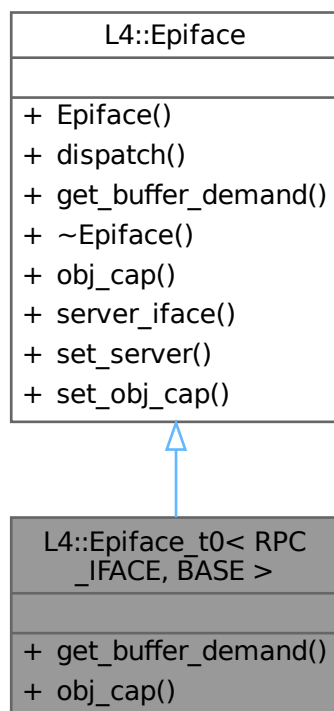 L4::Epiface
+ Epiface()
+ dispatch()
+ get_buffer_demand()
+ ~Epiface()
+ obj_cap()
+ server_iface()
+ set_server()
+ set_obj_cap()
L4::Epiface_t0< RPC
_IFACE, BASE >
+ get_buffer_demand()
+ obj_cap()